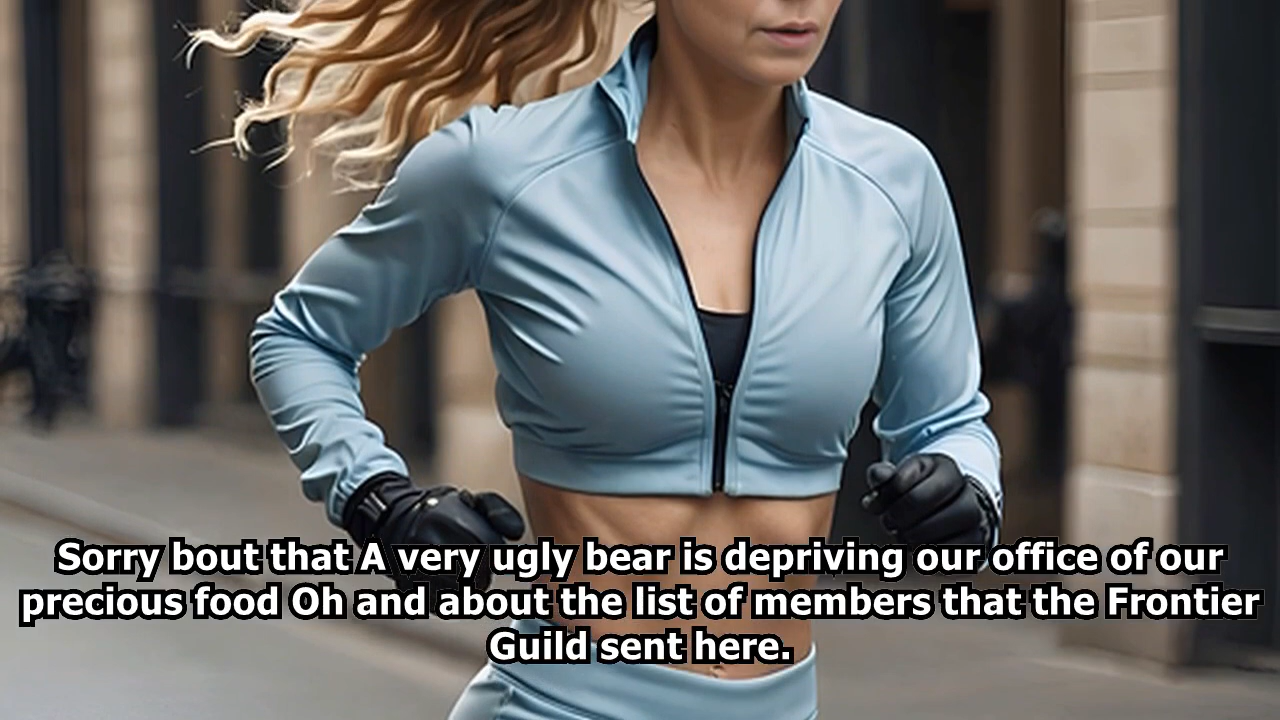 Sorry bout that A very ugly bear is depriving our office of our
precious food Oh and about the list of members that the Frontier
Guild sent here.